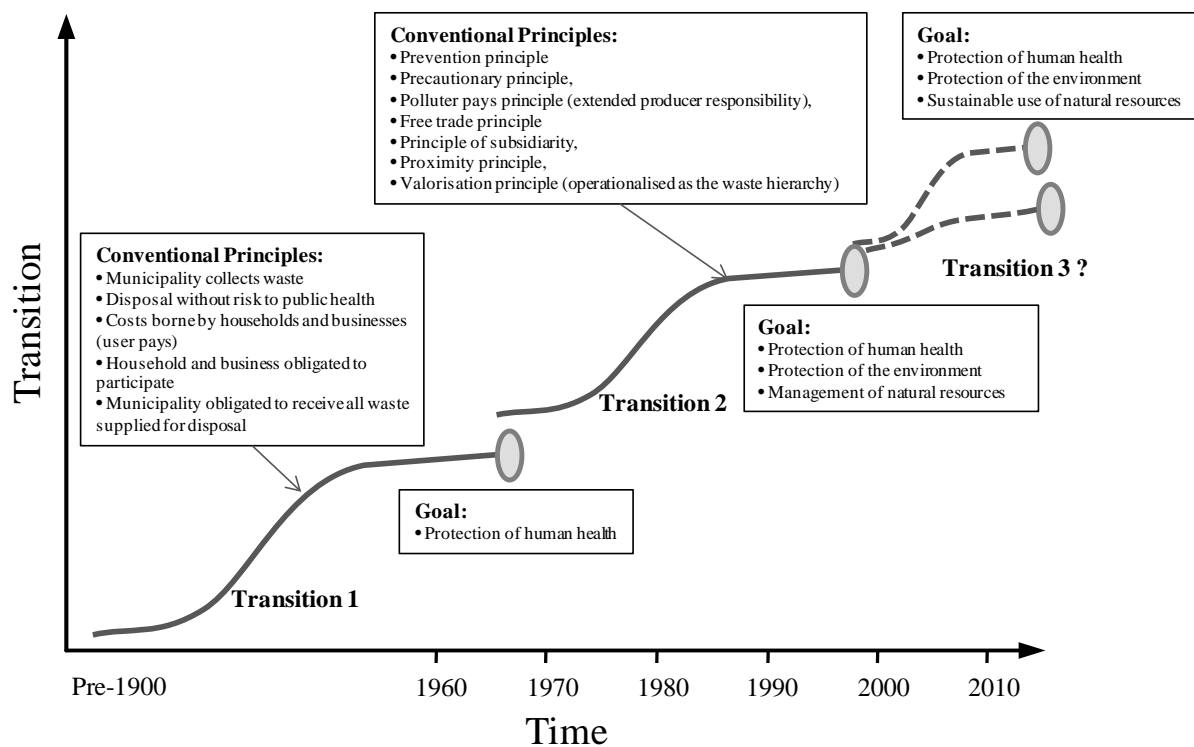 Conventional Principles:
• Prevention principle
• Precautionary principle,
• Polluter pays principle (extended producer responsibility),
• Free trade principle
• Principle of subsidiarity,
• Proximity principle,
• Valorisation principle (operationalised as the waste hierarchy)
Goal:
• Protection of human health
• Protection of the environment
• Sustainable use of natural resources
Conventional Principles:
• Municipality collects waste
• Disposal without risk to public health
• Costs borne by households and businesses
(user pays)
• Household and business obligated to
participate
• Municipality obligated to receive all waste
supplied for disposal
Transition 3 ?
Goal:
• Protection of human health
• Protection of the environment
• Management of natural resources
Transition 2
Goal:
• Protection of human health
Transition 1
Transition
Pre-1900
1960
1970
1980
1990
2000
2010
Time